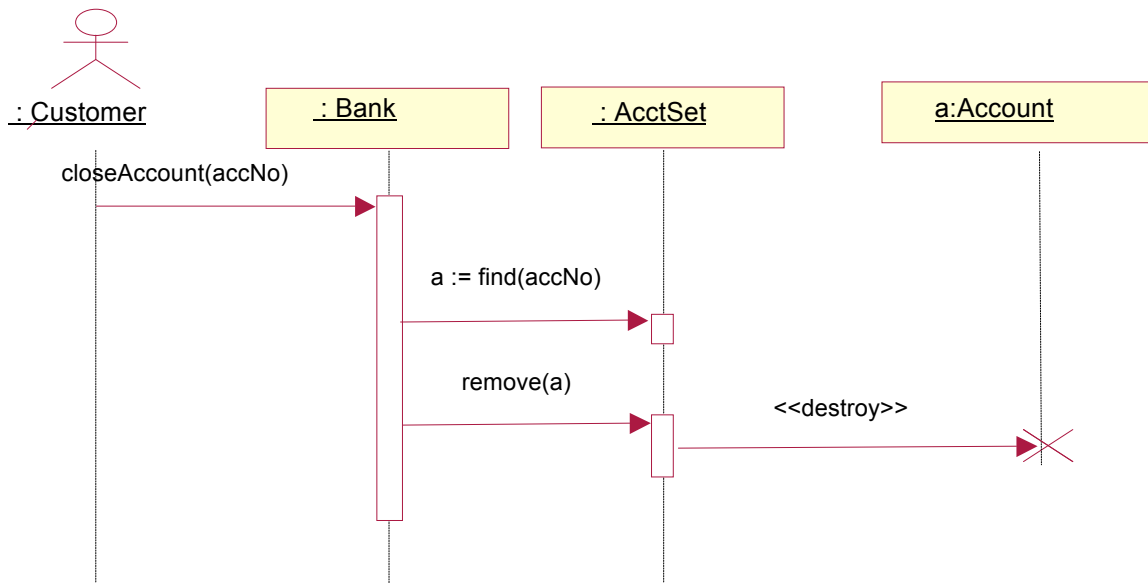 : Customer
: Bank
: AcctSet
a:Account
closeAccount(accNo)
a := find(accNo)
remove(a)
<<destroy>>